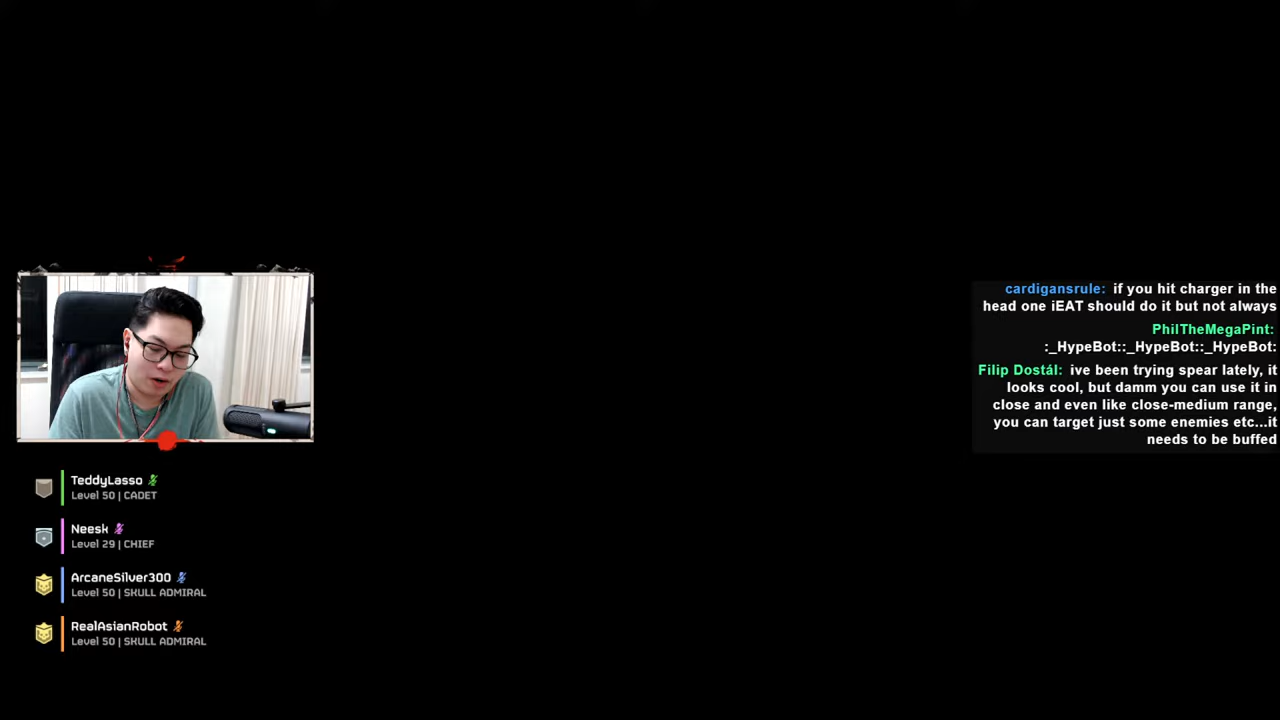 cardigansrule: if you hit charger in the
head one iEAT should do it but not always
PhilTheMegaPint:
:_HypeBot::_HypeBot::_HypeBot:
Filip Dostál: ive been trying spear lately, it
looks cool, but damm you can use it in
close and even like close-medium range,
you can target just some enemies etc...it
needs to be buffed
TeddyLasso
Level 50 | CADET
Neesk
Level 29 | CHIEF
ArcaneSilver300
Level 50 | SKULL ADMIRAL
RealAsianRobot
Level 50 | SKULL ADMIRAL